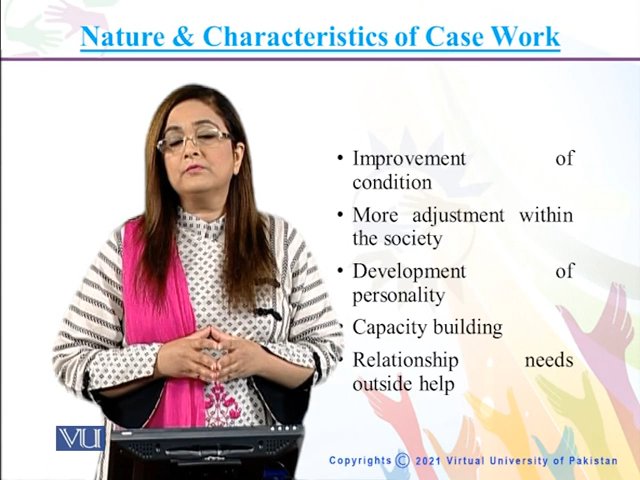 Nature & Characteristics of Case Work
• Improvement of
condition
• More adjustment within
the society
• Development of
personality
• Capacity building
• Relationship needs
outside help
VU
Copyrights © 2021 Virtual University of Pakistan